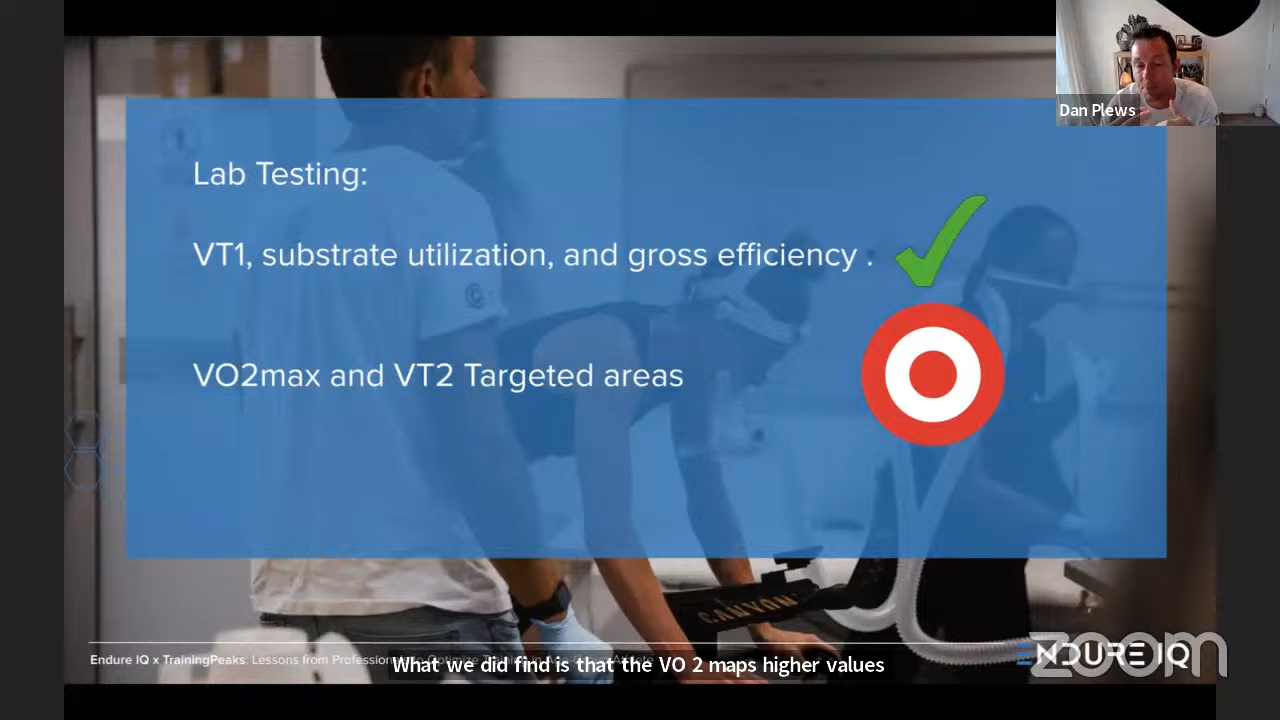 Dan Plews
Lab Testing:
VT1, substrate utilization, and gross efficiency .
VO2max and VT2 Targeted areas
CANYON
Endure IQ x TrainingPeaks: Lessons from Profession
What we did find is that the VO 2 maps higher values
ENDURE IQ
zoom